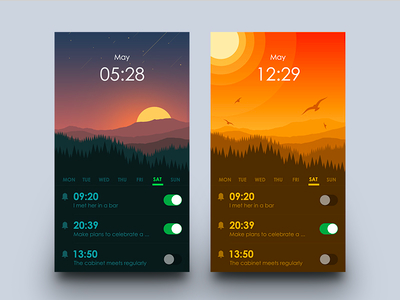 May
05:28
MON TUE WED THU FRI SAT SUN
09:20
I met her in a bar
20:39
Make plans to celebrate a ...
13:50
The cabinet meets regularly
May
12:29
MON TUE WED THU FRI SAT SUN
09:20
I met her in a bar
20:39
Make plans to celebrate a ...
13:50
The cabinet meets regularly